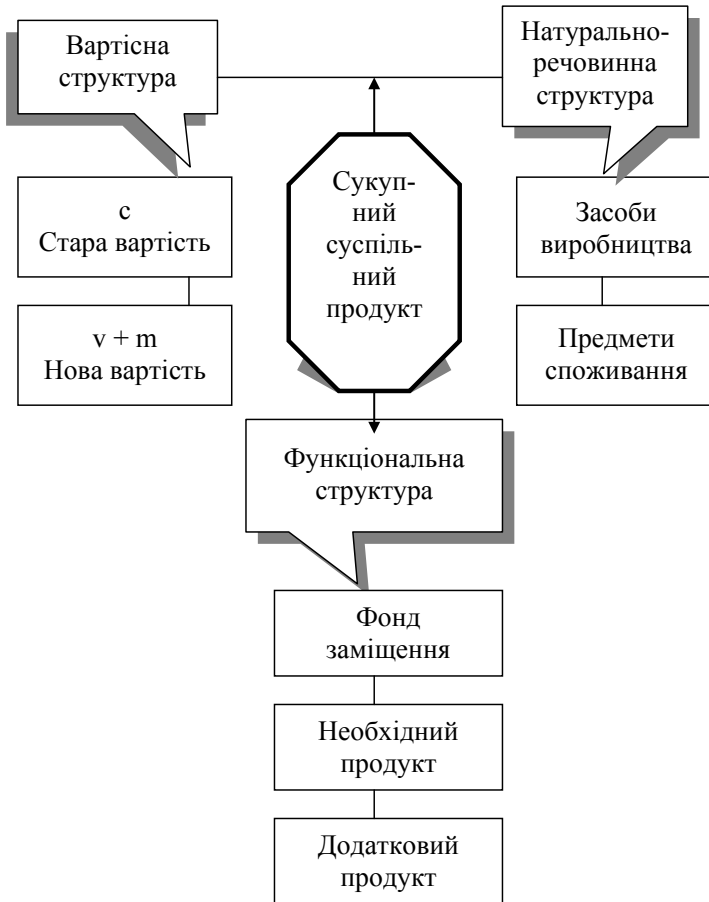 Вартісна
структура
Натурально-
речовинна
структура
Сукуп-
ний
суспіль-
ний
продукт
c
Стара вартість
Засоби
виробництва
v + m
Нова вартість
Предмети
споживання
Функціональна
структура
Фонд
заміщення
Необхідний
продукт
Додатковий
продукт